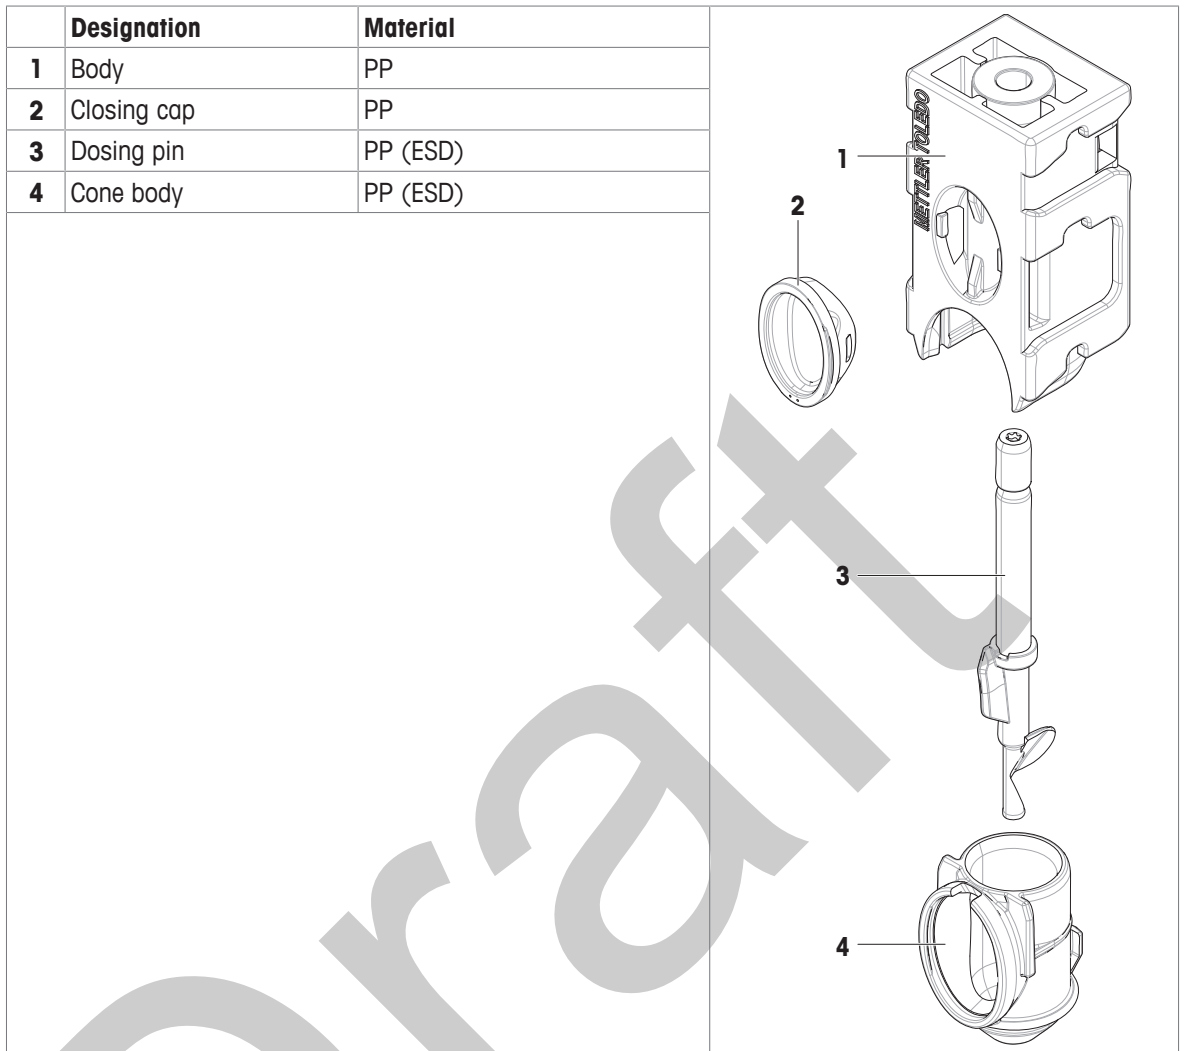 Designation Material
1 Body PP
2 Closing cap PP
3 Dosing pin PP (ESD)
4 Cone body PP (ESD)
METTLER TOLEDO
1
2
3
4
Draft